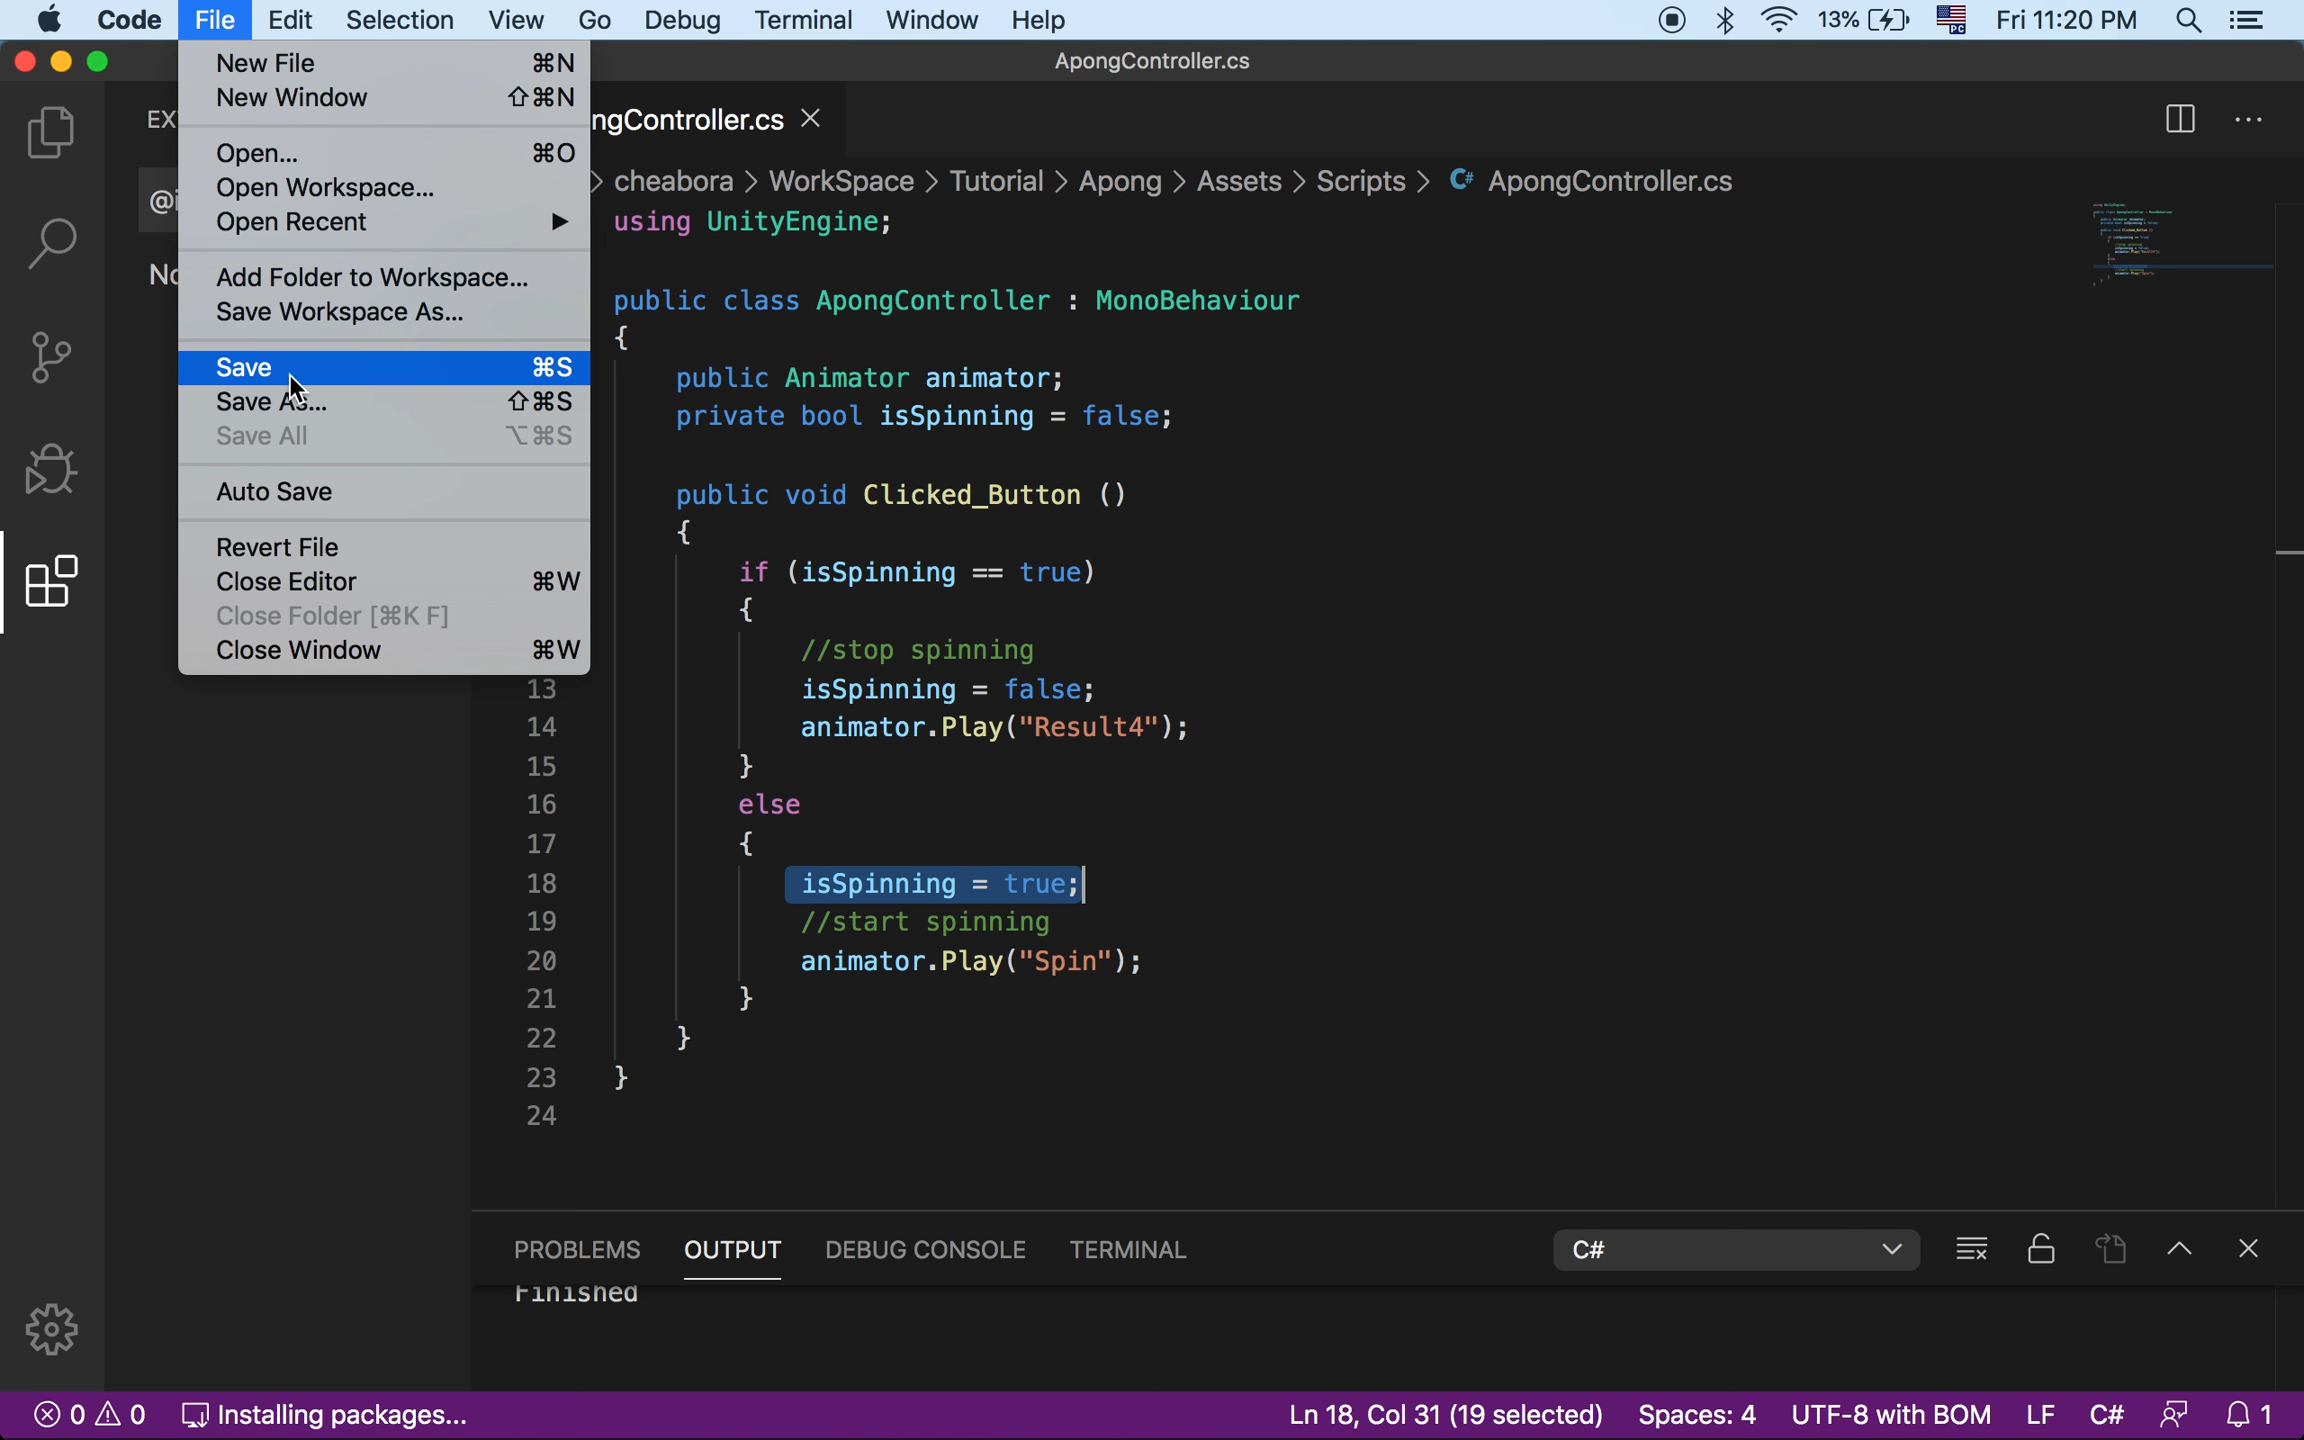 Code File Edit Selection View Go Debug Terminal Window Help 13% PC Fri 11:20 PM
ApongController.cs
New File ⌘N
New Window ⇧⌘N
Open... ⌘O
Open Workspace...
Open Recent ▶
Add Folder to Workspace...
Save Workspace As...
Save ⌘S
Save As... ⇧⌘S
Save All ⌥⌘S
Auto Save
Revert File
Close Editor ⌘W
Close Folder [⌘K F]
Close Window ⌘W
EX
@i
No
ngController.cs
> cheabora > WorkSpace > Tutorial > Apong > Assets > Scripts > C# ApongController.cs
using UnityEngine;
public class ApongController : MonoBehaviour
{
public Animator animator;
private bool isSpinning = false;
public void Clicked_Button ()
{
if (isSpinning == true)
{
//stop spinning
13 isSpinning = false;
14 animator.Play("Result4");
15 }
16 else
17 {
18 isSpinning = true;
19 //start spinning
20 animator.Play("Spin");
21 }
22 }
23 }
24
PROBLEMS OUTPUT DEBUG CONSOLE TERMINAL C#
Finished
0 0 Installing packages... Ln 18, Col 31 (19 selected) Spaces: 4 UTF-8 with BOM LF C# 1